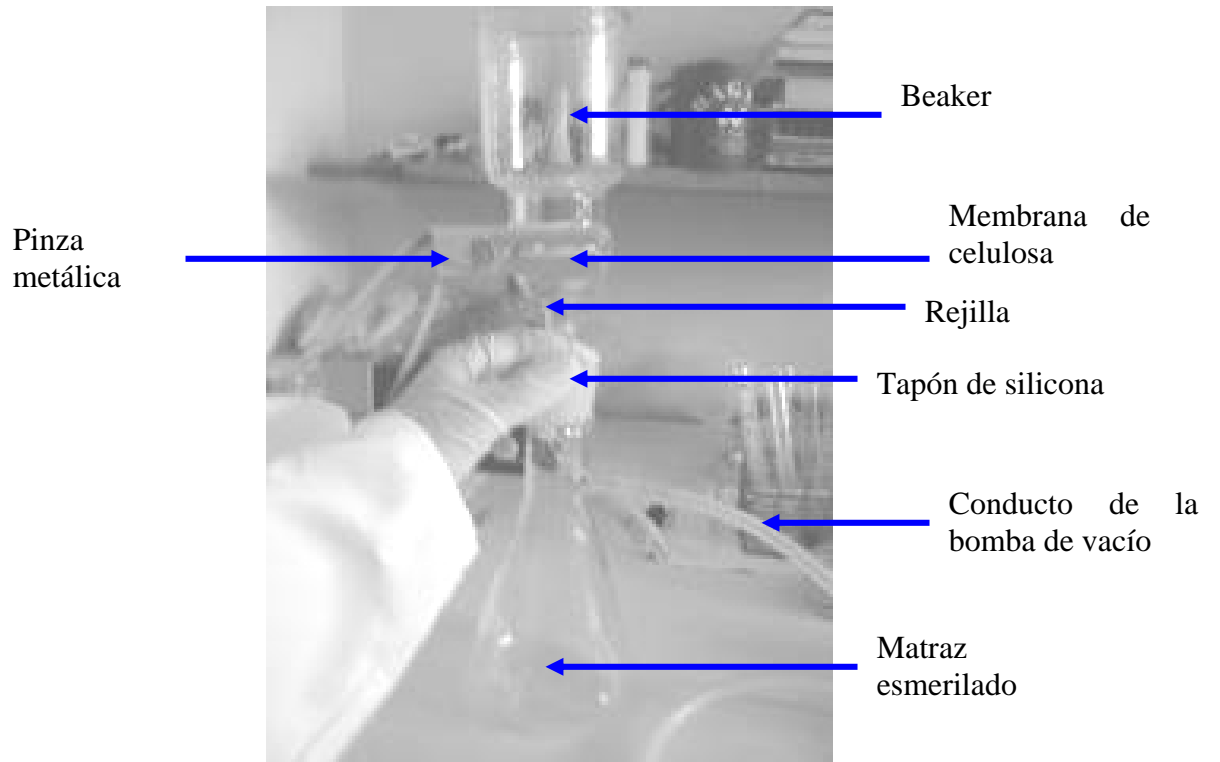 Beaker
Pinza
metálica
Membrana de
celulosa
Rejilla
Tapón de silicona
Conducto de la
bomba de vacío
Matraz
esmerilado